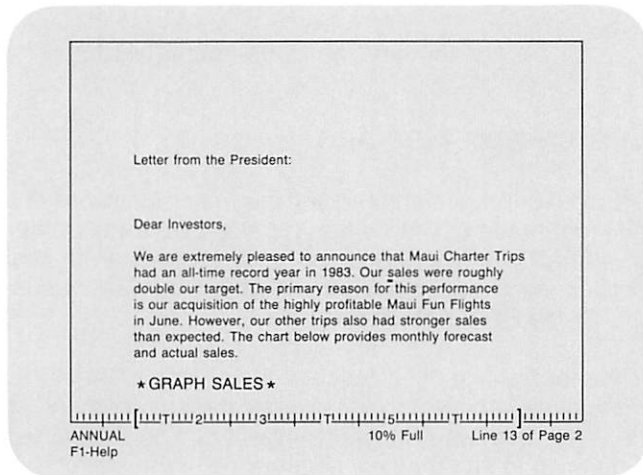 Letter from the President:
Dear Investors,
We are extremely pleased to announce that Maui Charter Trips
had an all-time record year in 1983. Our sales were roughly
double our target. The primary reason for this performance
is our acquisition of the highly profitable Maui Fun Flights
in June. However, our other trips also had stronger sales
than expected. The chart below provides monthly forecast
and actual sales.
★GRAPH SALES★
[T 2 3 T 5 T ]
ANNUAL 10% Full Line 13 of Page 2
F1-Help